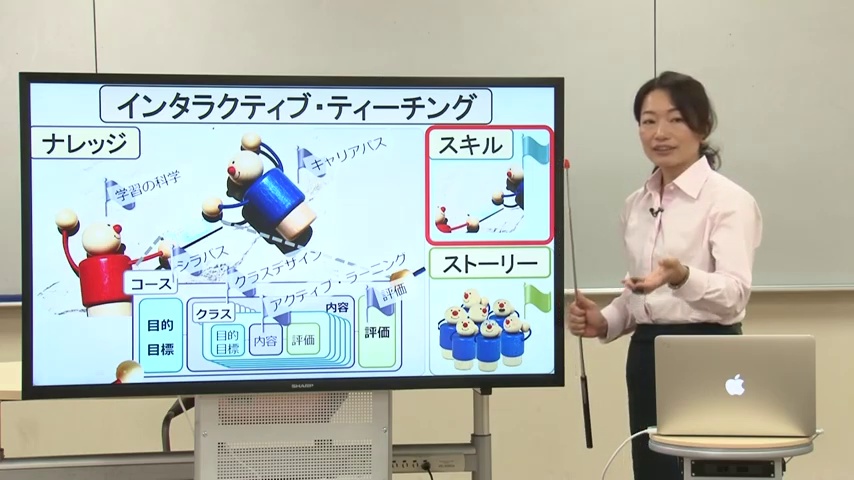 インタラクティブ・ティーチング
ナレッジ
スキル
キャリアパス
学習の科学
シラバス
クラスデザイン
アクティブ・ラーニング
評価
ストーリー
コース
目的
目標
クラス
内容
目的
目標
内容
評価
評価
SHARP